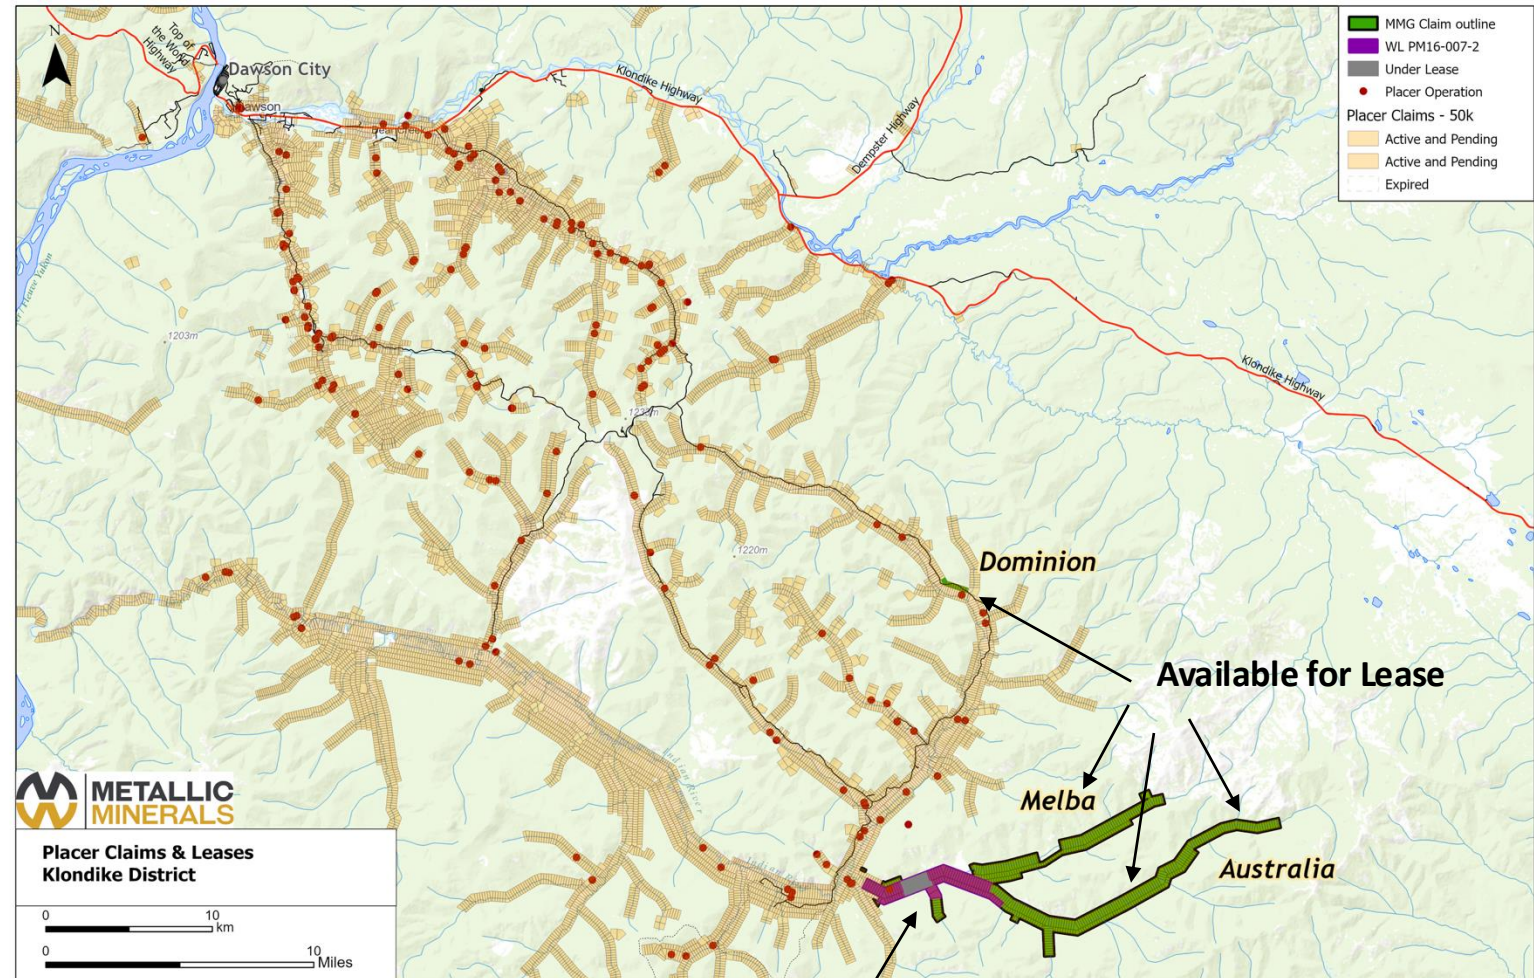 N
Top of
the World
Highway
Dawson City
Dawson
Klondike Highway
Dempster Highway
MMG Claim outline
WL PM16-007-2
Under Lease
Placer Operation
Placer Claims - 50k
Active and Pending
Active and Pending
Expired
1203m
Klondike Highway
1220m
Dominion
Available for Lease
Indian River
Melba
Australia
METALLIC
MINERALS
Placer Claims & Leases
Klondike District
0 10
km
0 10
Miles